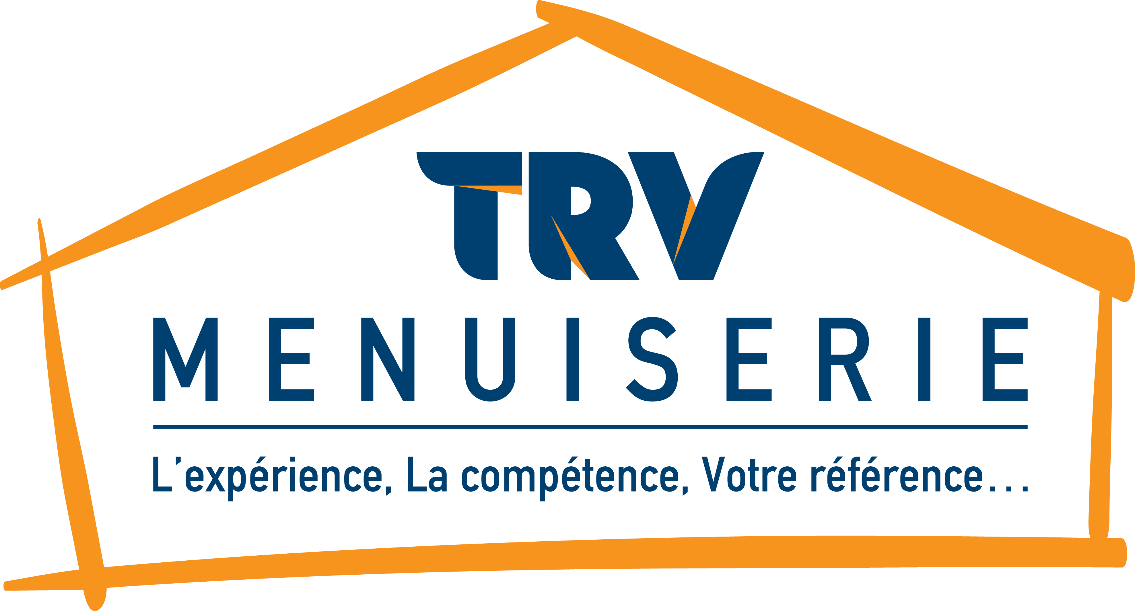 TRV
MENUISERIE
L'expérience, La compétence, Votre référence...